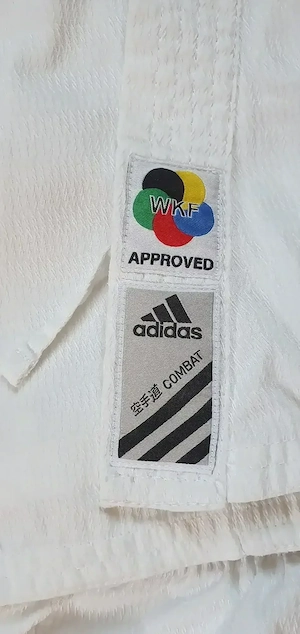 WKF
APPROVED
adidas
空手道 COMBAT